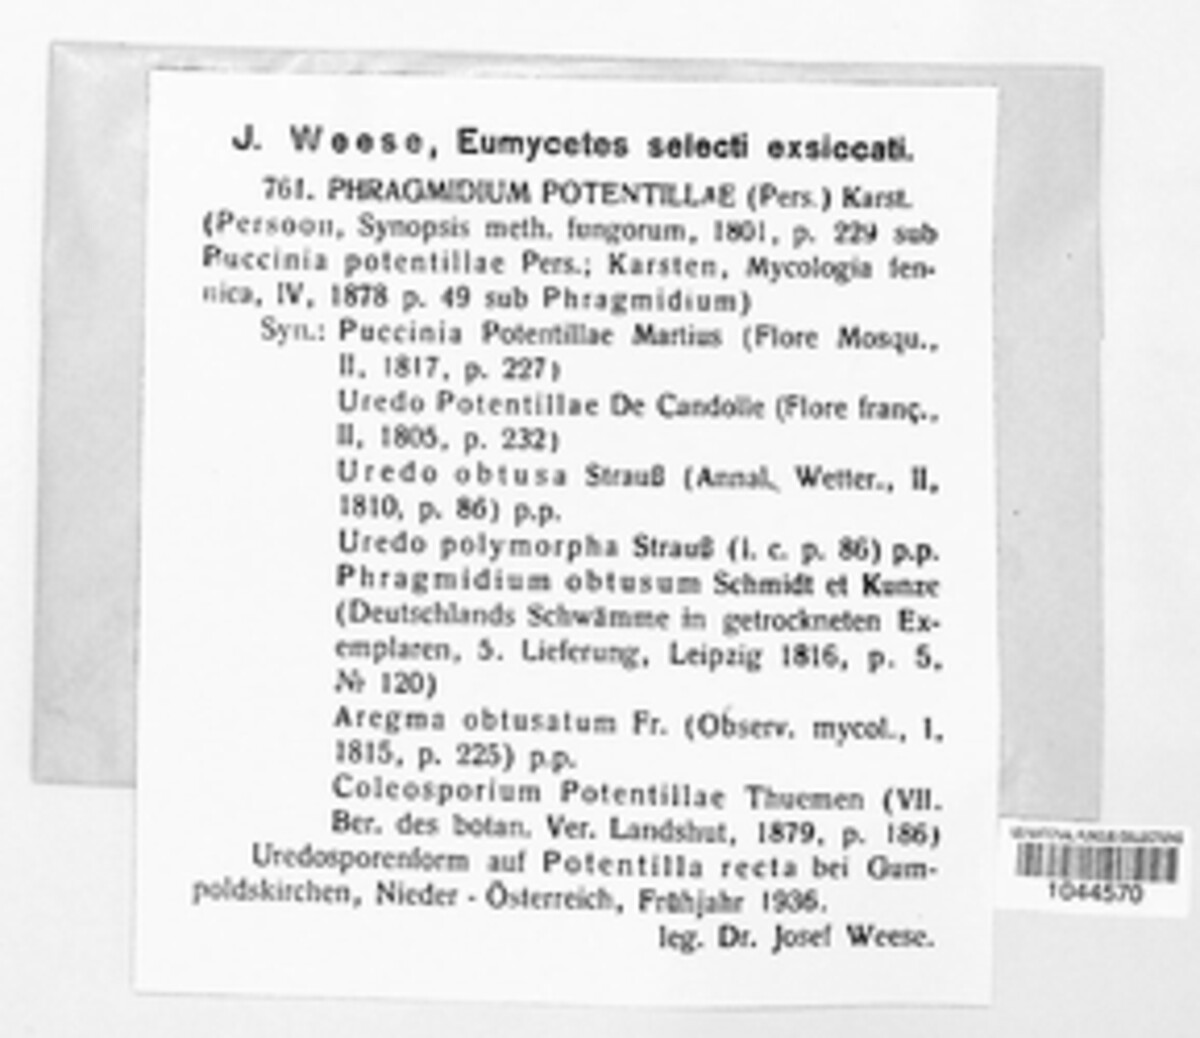 J. Weese, Eumycetes selecti exsiccati.
761. PHRAGMIDIUM POTENTILLAE (Pers.) Karst.
(Persoon, Synopsis meth. fungorum, 1801, p. 229 sub
Puccinia potentillae Pers.; Karsten, Mycologia fen-
nica, IV, 1878 p. 49 sub Phragmidium)
Syn.: Puccinia Potentillae Martius (Flore Mosqu.,
II, 1817, p. 227)
Uredo Potentillae De Candolle (Flore franç.,
II, 1805, p. 232)
Uredo obtusa Strauß (Annal. Wetter., II,
1810, p. 86) p.p.
Uredo polymorpha Strauß (l. c. p. 86) p.p.
Phragmidium obtusum Schmidt et Kunze
(Deutschlands Schwämme in getrockneten Ex-
emplaren, 5. Lieferung, Leipzig 1816, p. 5,
Nr 120)
Aregma obtusatum Fr. (Observ. mycol., I,
1815, p. 225) p.p.
Coleosporium Potentillae Thuemen (VII.
Ber. des botan. Ver. Landshut, 1879, p. 186)
Uredosporenform auf Potentilla recta bei Gum-
poldskirchen, Nieder-Österreich, Frühjahr 1936.
leg. Dr. Josef Weese.
US NATIONAL FUNGUS COLLECTIONS
1044570